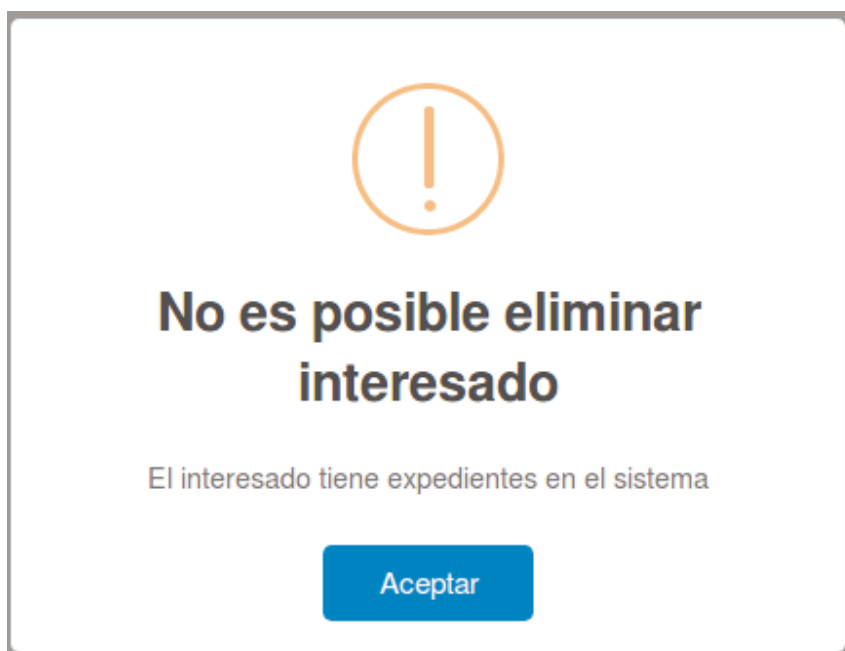 No es posible eliminar
interesado
El interesado tiene expedientes en el sistema
Aceptar